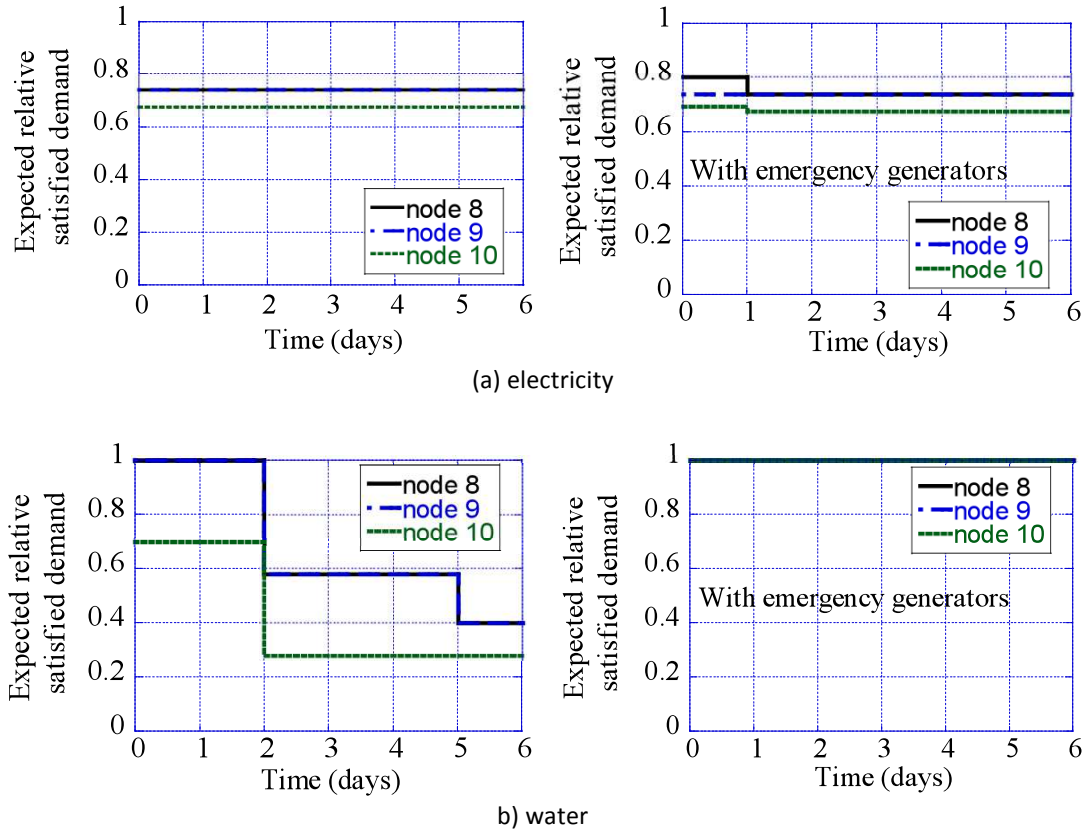 Expected relative
satisfied demand
1
0.8
0.6
0.4
0.2
0
node 8
node 9
node 10
0 1 2 3 4 5 6
Time (days)
Expected relative
satisfied demand
1
0.8
0.6
0.4
0.2
0
With emergency generators
node 8
node 9
node 10
0 1 2 3 4 5 6
Time (days)
(a) electricity
Expected relative
satisfied demand
1
0.8
0.6
0.4
0.2
0
node 8
node 9
node 10
0 1 2 3 4 5 6
Time (days)
Expected relative
satisfied demand
1
0.8
0.6
0.4
0.2
0
node 8
node 9
node 10
With emergency generators
0 1 2 3 4 5 6
Time (days)
b) water